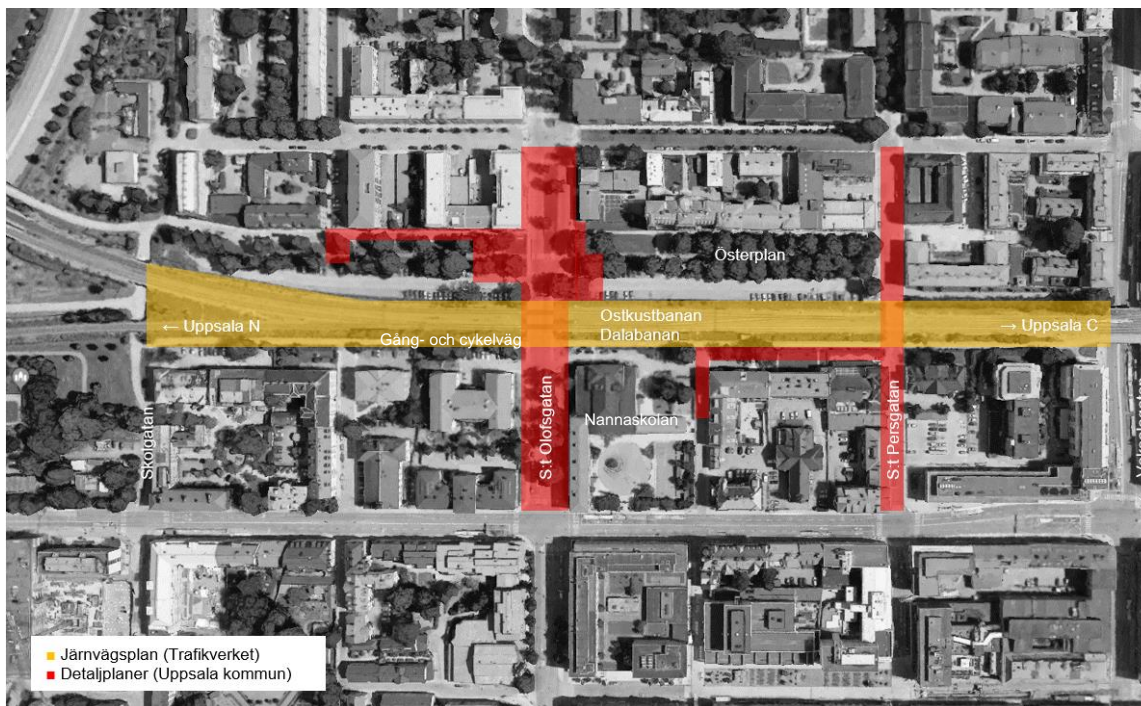 Österplan
Ostkustbanan
Dalabanan
← Uppsala N
→ Uppsala C
Gång- och cykelväg
Skolgatan
S:t Olofsgatan
Nannaskolan
S:t Persgatan
Järnvägsplan (Trafikverket)
Detaljplaner (Uppsala kommun)